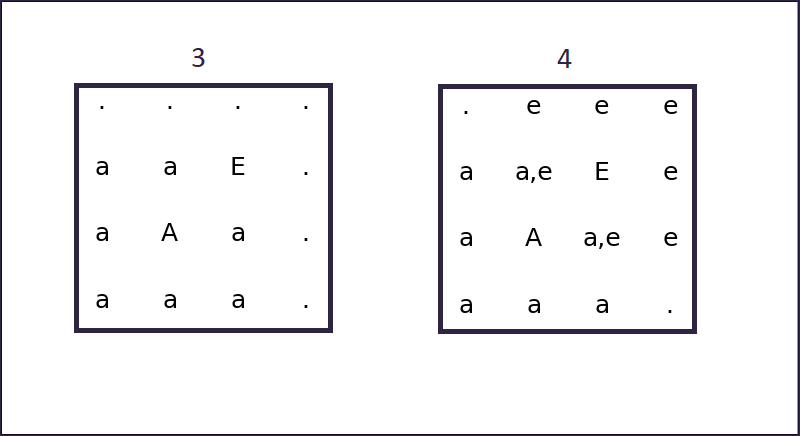 3
. . . .
a a E .
a A a .
a a a .
4
. e e e
a a,e E e
a A a,e e
a a a .